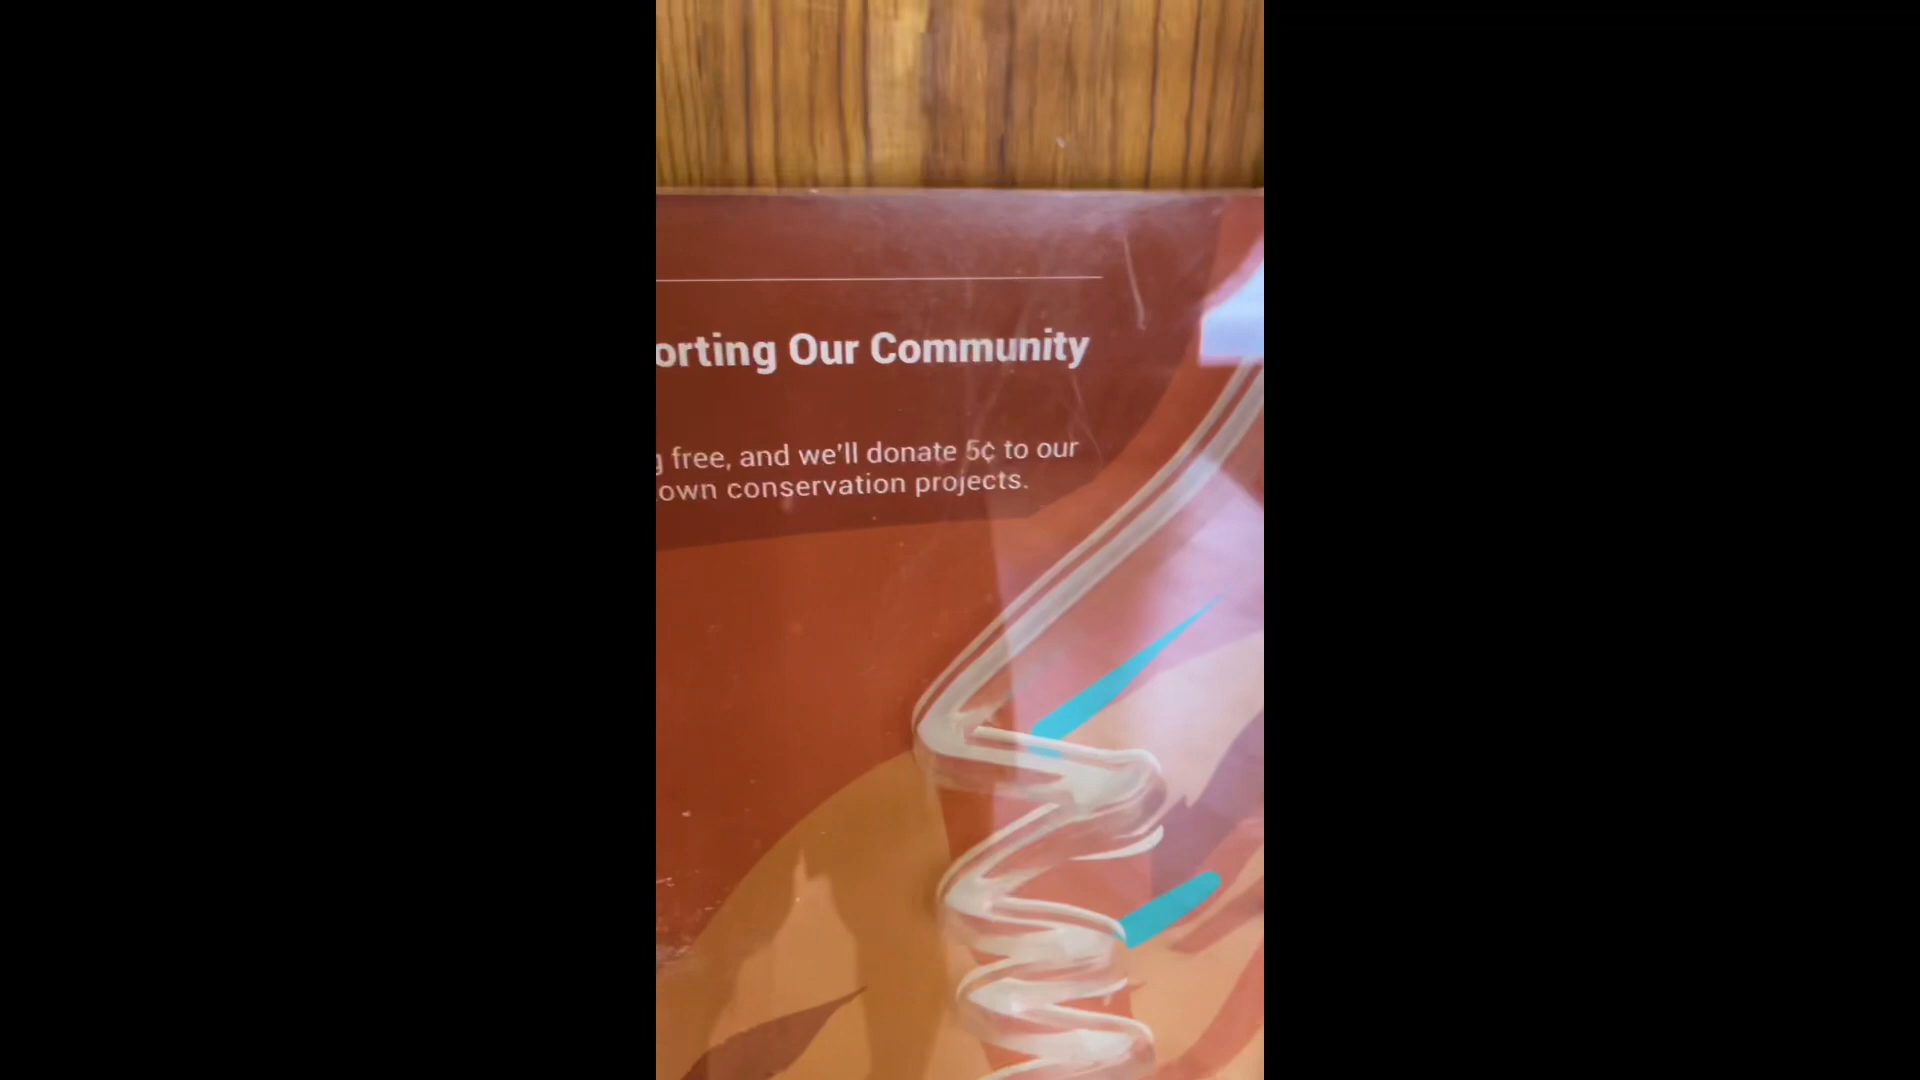 orting Our Community
g free, and we'll donate 5¢ to our
own conservation projects.